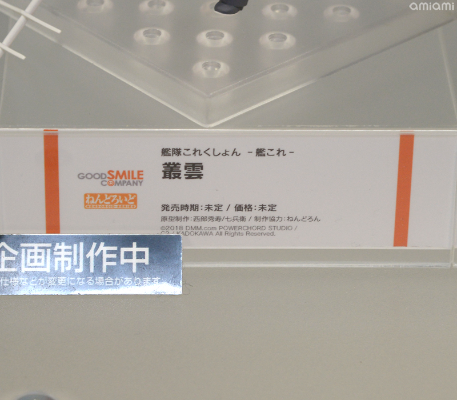 amiami
艦隊これくしょん -艦これ-
叢雲
GOODSMILE
COMPANY
ねんどろいど
発売時期:未定 / 価格:未定
原型制作:西部秀寿/七兵衛 / 制作協力:ねんどろん
©2018 DMM.com POWERCHORD STUDIO /
C2 / KADOKAWA All Rights Reserved.
企画制作中
仕様などが変更になる場合があります